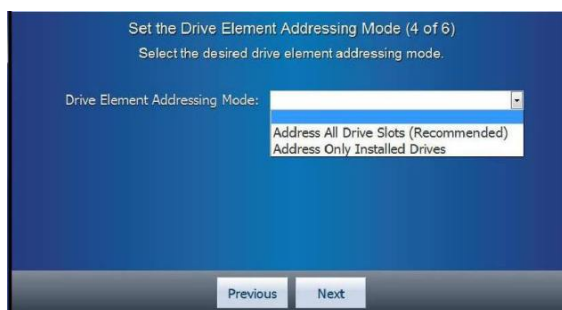 Set the Drive Element Addressing Mode (4 of 6)
Select the desired drive element addressing mode.
Drive Element Addressing Mode:
Address All Drive Slots (Recommended)
Address Only Installed Drives
Previous Next